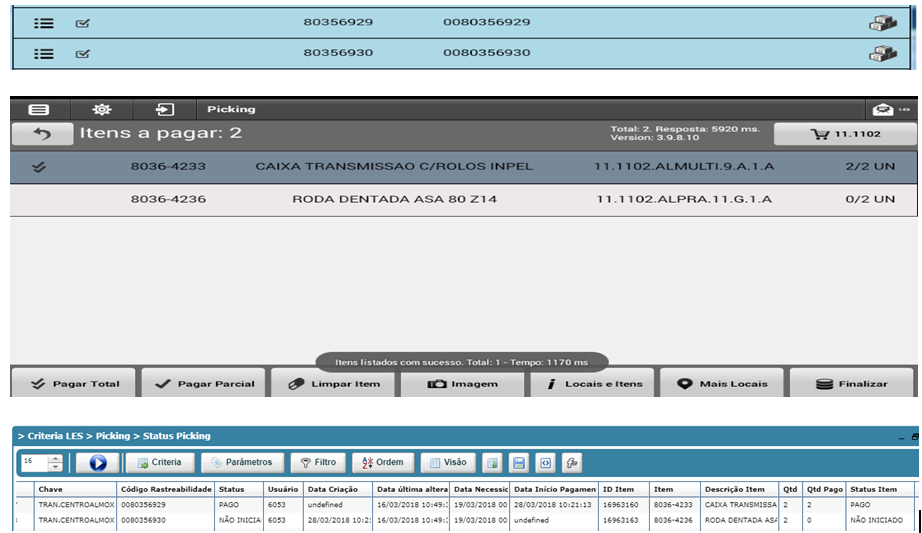 80356929 0080356929
80356930 0080356930
Picking 149
Itens a pagar: 2 Total: 2. Resposta: 5920 ms. 11.1102
Version: 3.9.8.10
8036-4233 CAIXA TRANSMISSAO C/ROLOS INPEL 11.1102.ALMULTI.9.A.1.A 2/2 UN
8036-4236 RODA DENTADA ASA 80 Z14 11.1102.ALPRA.11.G.1.A 0/2 UN
Itens listados com sucesso. Total: 1 - Tempo: 1170 ms
Pagar Total Pagar Parcial Limpar Item Imagem Locais e Itens Mais Locais Finalizar
> Criteria LES > Picking > Status Picking
16 Criteria Parâmetros Filtro Ordem Visão
Chave Código Rastreabilidade Status Usuário Data Criação Data última altera Data Necessic Data Início Pagamen ID Item Item Descrição Item Qtd Qtd Pago Status Item
TRAN.CENTROALMOX 0080356929 PAGO 6053 undefined 16/03/2018 10:49: 19/03/2018 00 28/03/2018 10:21:13 16963160 8036-4233 CAIXA TRANSMISSA 2 2 PAGO
TRAN.CENTROALMOX 0080356930 NÃO INICIA 6053 28/03/2018 10:2: 16/03/2018 10:49: 19/03/2018 00 undefined 16963163 8036-4236 RODA DENTADA ASA 2 0 NÃO INICIADO